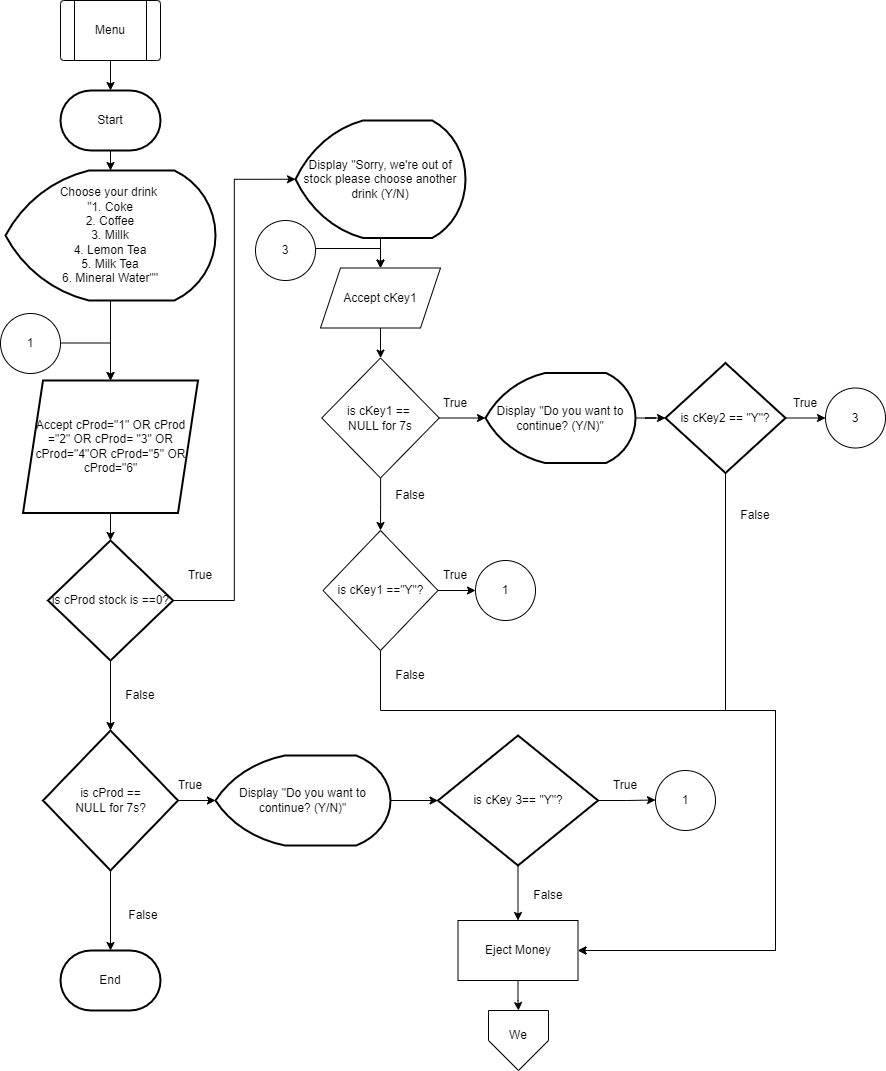 Menu
Start
Choose your drink
"1. Coke
2. Coffee
3. Millk
4. Lemon Tea
5. Milk Tea
6. Mineral Water""
1
Accept cProd="1" OR cProd
="2" OR cProd= "3" OR
cProd="4"OR cProd="5" OR
cProd="6"
is cProd stock is ==0?
True
False
Display "Sorry, we're out of
stock please choose another
drink (Y/N)
3
Accept cKey1
is cKey1 ==
NULL for 7s
True
Display "Do you want to
continue? (Y/N)"
is cKey2 == "Y"?
True
3
False
False
is cKey1 =="Y"?
True
1
False
is cProd ==
NULL for 7s?
True
Display "Do you want to
continue? (Y/N)"
is cKey 3== "Y"?
True
1
False
False
End
Eject Money
We